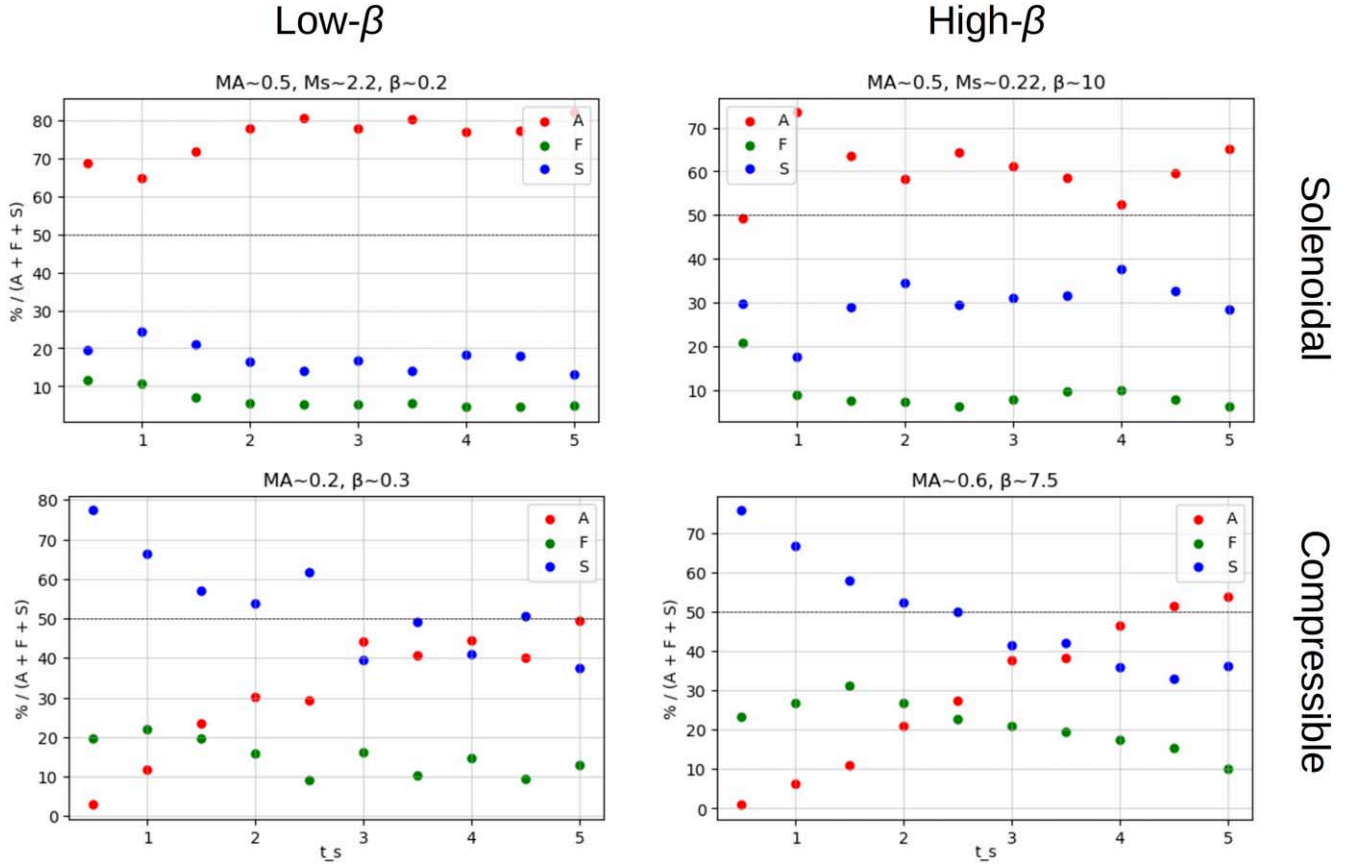 Low-β
High-β
MA~0.5, Ms~2.2, β~0.2
80
70
60
50
40
30
20
10
% / (A + F + S)
1
2
3
4
5
A
F
S
MA~0.5, Ms~0.22, β~10
70
60
50
40
30
20
10
1
2
3
4
5
A
F
S
Solenoidal
MA~0.2, β~0.3
80
70
60
50
40
30
20
10
0
% / (A + F + S)
1
2
3
4
5
t_s
A
F
S
MA~0.6, β~7.5
70
60
50
40
30
20
10
0
% / (A + F + S)
1
2
3
4
5
t_s
A
F
S
Compressible